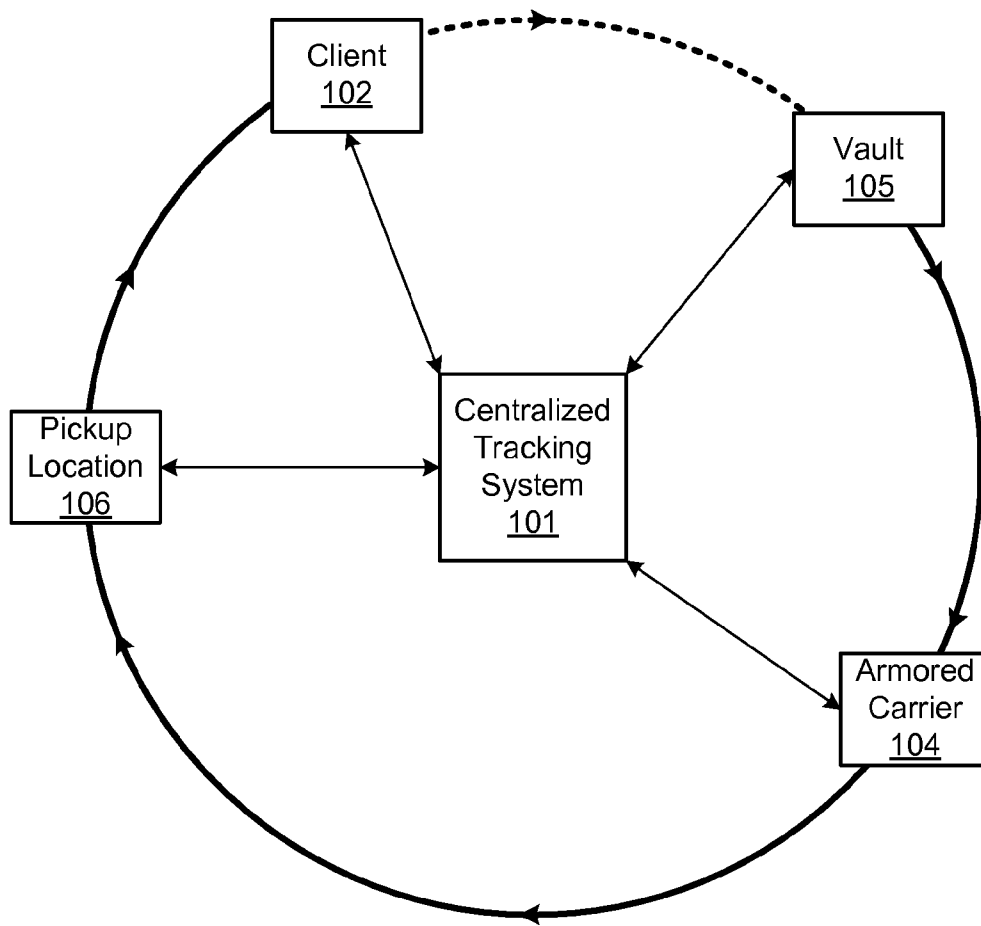 Client
102
Vault
105
Centralized
Tracking
System
101
Pickup
Location
106
Armored
Carrier
104